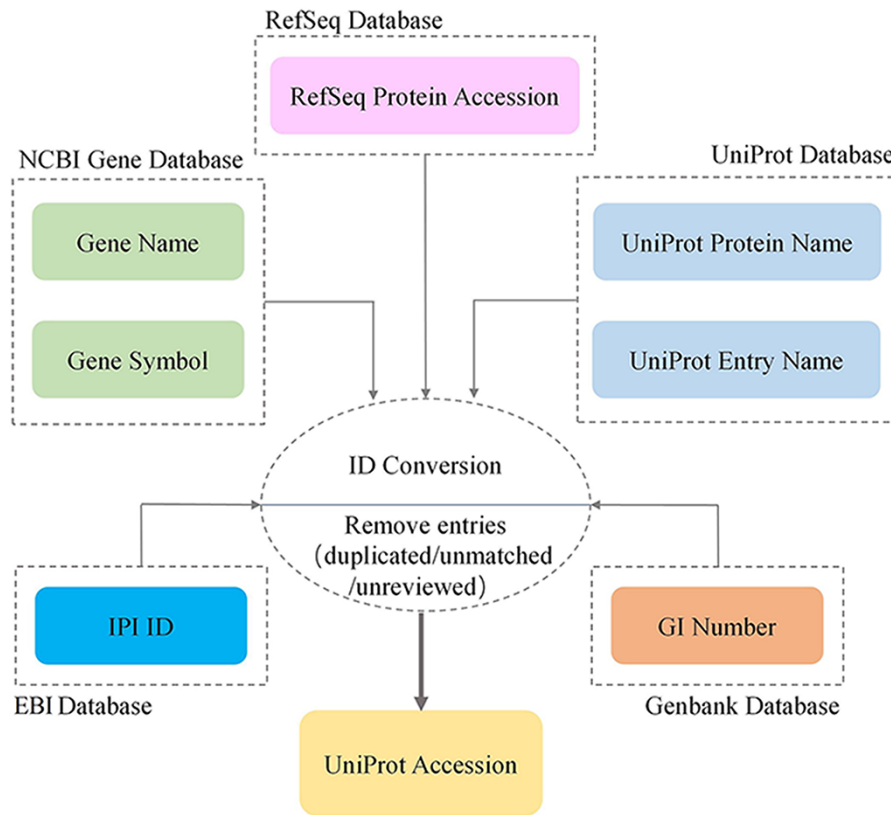 RefSeq Database
RefSeq Protein Accession
NCBI Gene Database
UniProt Database
Gene Name
UniProt Protein Name
Gene Symbol
UniProt Entry Name
ID Conversion
Remove entries
（duplicated/unmatched
/unreviewed）
IPI ID
GI Number
EBI Database
Genbank Database
UniProt Accession